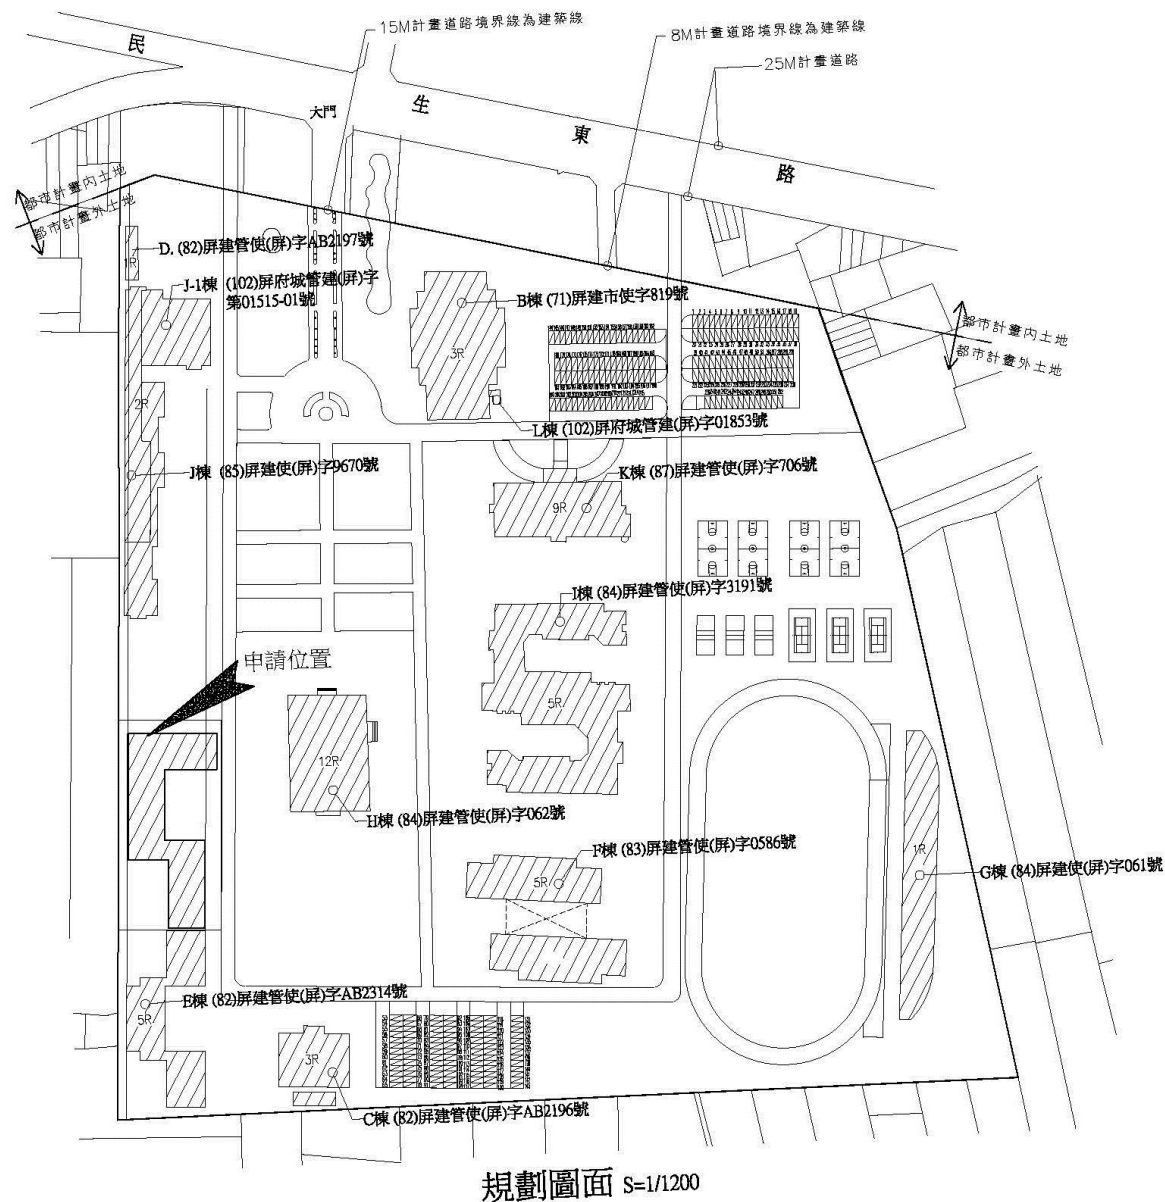 15M計畫道路境界線為建築線
8M計畫道路境界線為建築線
25M計畫道路
民
生
東
路
大門
都市計畫內土地
都市計畫外土地
D. (82)屏建管使(屏)字AB2197號
1R
J-1棟 (102)屏府城管建(屏)字
第01515-01號
B棟 (71)屏建市使字819號
3R
都市計畫內土地
都市計畫外土地
2R
L棟 (102)屏府城管建(屏)字01853號
J棟 (85)屏建使(屏)字9670號
K棟 (87)屏建管使(屏)字706號
9R
I棟 (84)屏建管使(屏)字3191號
申請位置
5R
12R
H棟 (84)屏建管使(屏)字062號
F棟 (83)屏建管使(屏)字0586號
5R
1R
G棟 (84)屏建使(屏)字061號
E棟 (82)屏建管使(屏)字AB2314號
5R
3R
C棟 (82)屏建管使(屏)字AB2196號
規劃圖面 S=1/1200